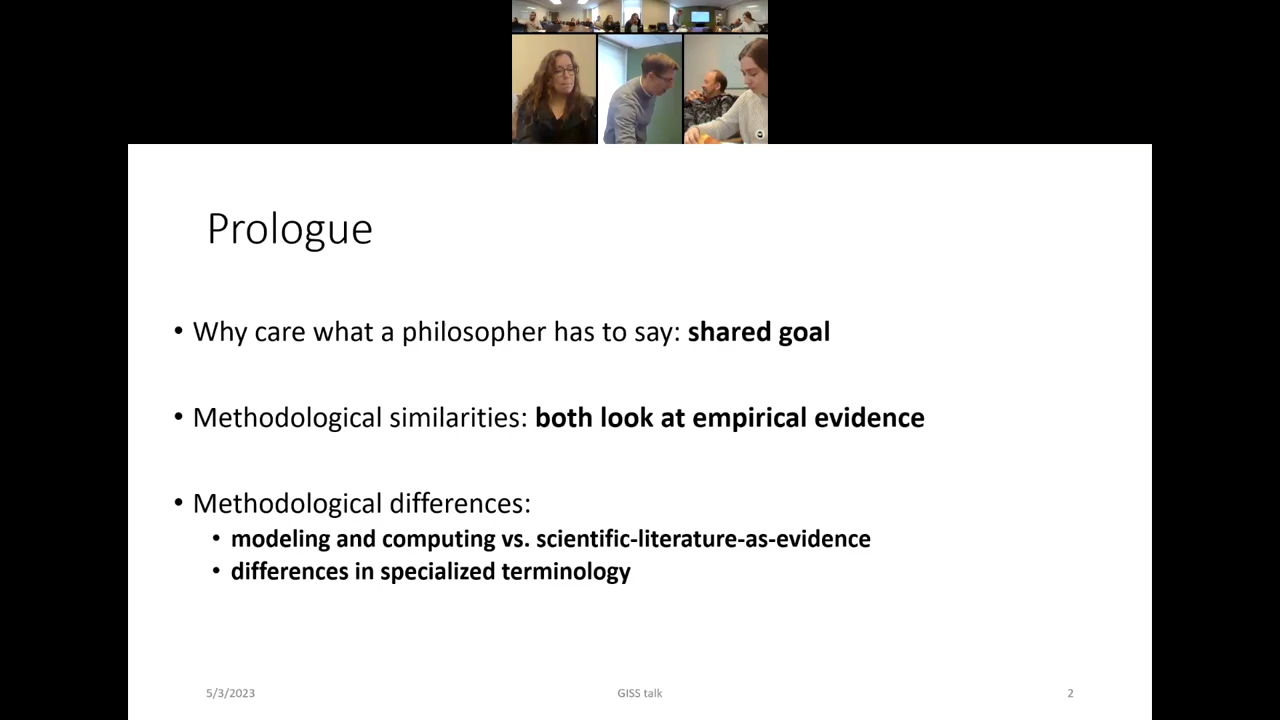 Prologue
• Why care what a philosopher has to say: shared goal
• Methodological similarities: both look at empirical evidence
• Methodological differences:
• modeling and computing vs. scientific-literature-as-evidence
• differences in specialized terminology
5/3/2023
GISS talk
2